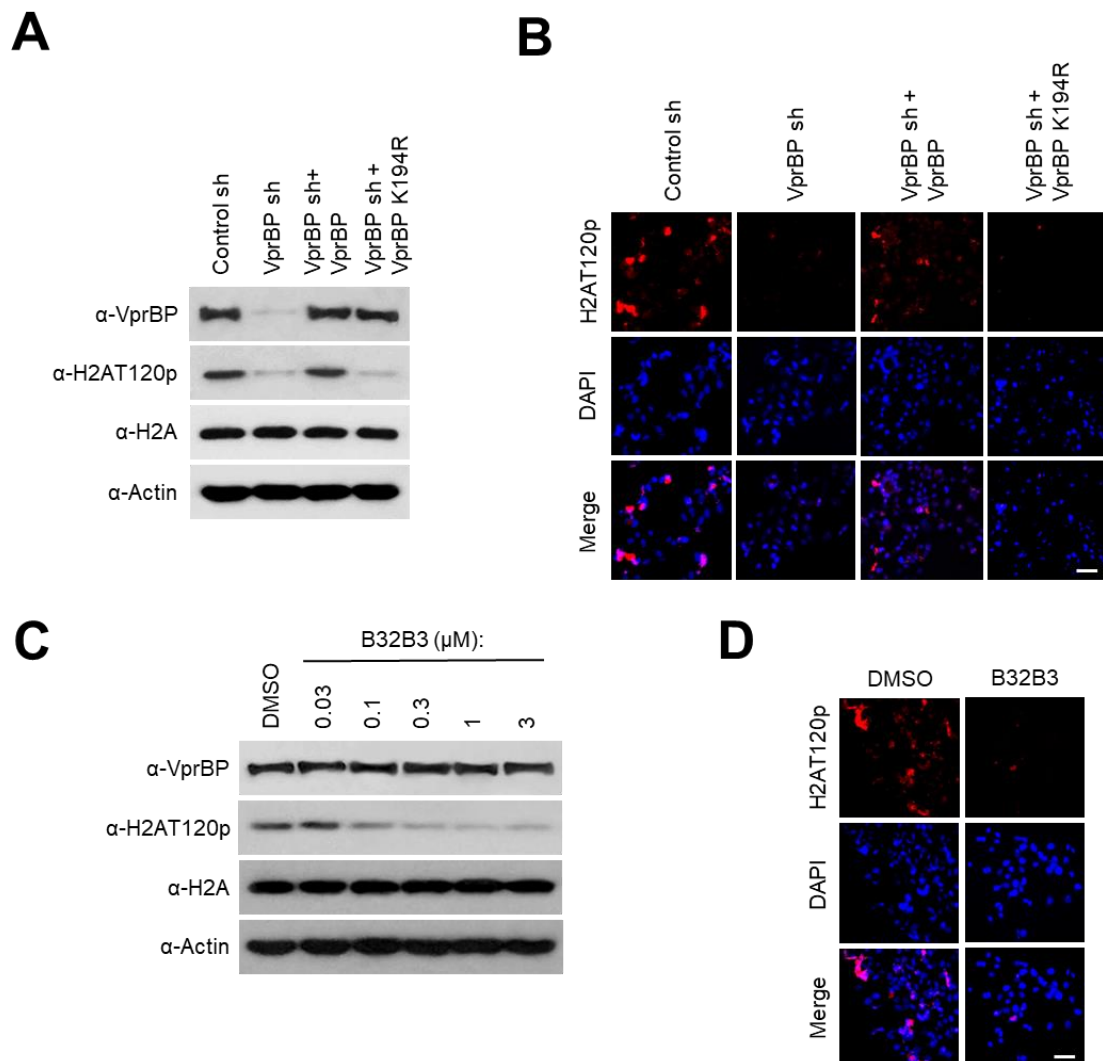 A
Control sh
VprBP sh
VprBP sh+
VprBP
VprBP sh +
VprBP K194R
α-VprBP
α-H2AT120p
α-H2A
α-Actin
B
Control sh
VprBP sh
VprBP sh +
VprBP
VprBP sh +
VprBP K194R
H2AT120p
DAPI
Merge
C
B32B3 (µM):
DMSO
0.03
0.1
0.3
1
3
α-VprBP
α-H2AT120p
α-H2A
α-Actin
D
DMSO
B32B3
H2AT120p
DAPI
Merge